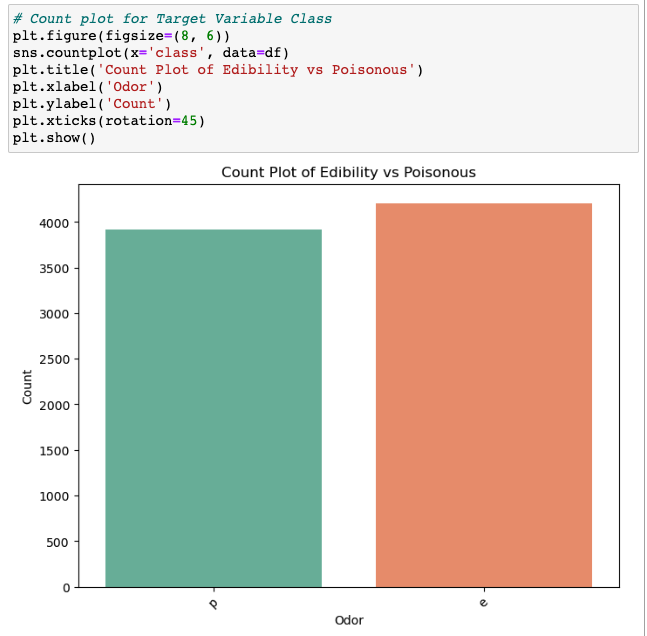 # Count plot for Target Variable Class
plt.figure(figsize=(8, 6))
sns.countplot(x='class', data=df)
plt.title('Count Plot of Edibility vs Poisonous')
plt.xlabel('Odor')
plt.ylabel('Count')
plt.xticks(rotation=45)
plt.show()
Count Plot of Edibility vs Poisonous
4000
3500
3000
2500
2000
1500
1000
500
0
Count
p
e
Odor